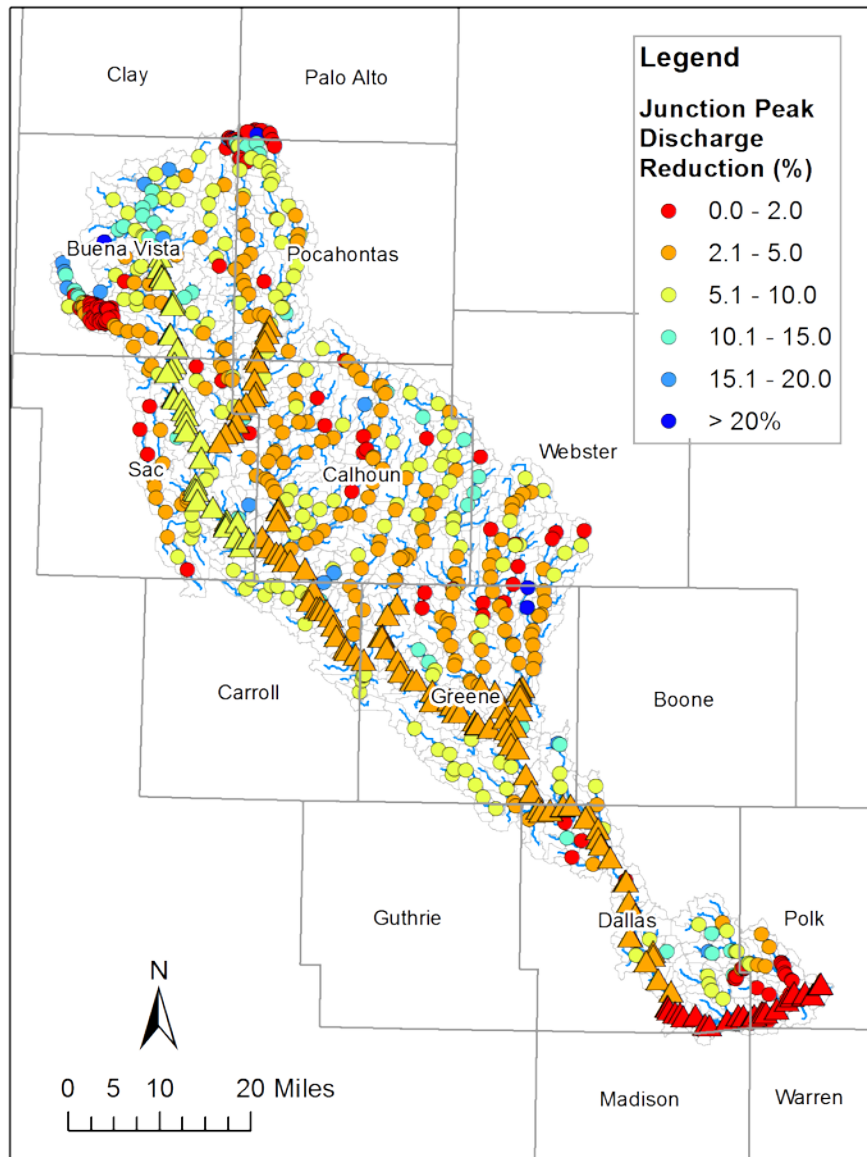 Clay
Palo Alto
Legend
Junction Peak
Discharge
Reduction (%)
0.0 - 2.0
2.1 - 5.0
5.1 - 10.0
10.1 - 15.0
15.1 - 20.0
> 20%
Buena Vista
Pocahontas
Webster
Sac
Calhoun
Carroll
Greene
Boone
Guthrie
Dallas
Polk
N
0 5 10 20 Miles
Madison
Warren